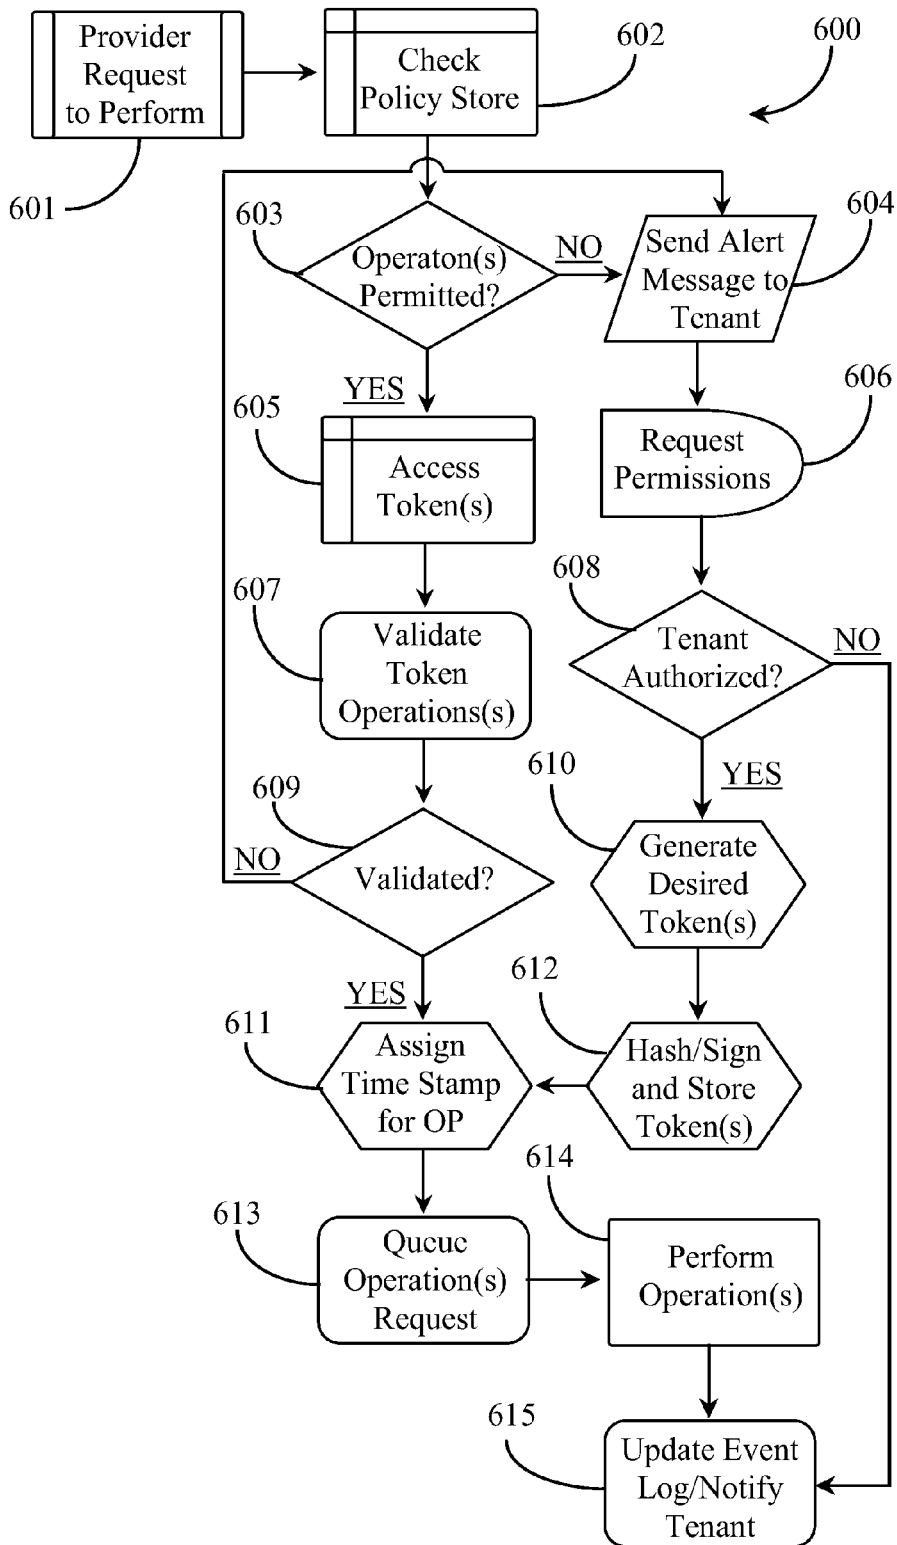 Provider
Request
to Perform
601
Check
Policy Store
602
600
603
Operaton(s)
Permitted?
NO
YES
Send Alert
Message to
Tenant
604
605
Access
Token(s)
Request
Permissions
606
607
Validate
Token
Operations(s)
608
Tenant
Authorized?
NO
YES
609
Validated?
NO
YES
610
Generate
Desired
Token(s)
611
Assign
Time Stamp
for OP
612
Hash/Sign
and Store
Token(s)
613
Queue
Operation(s)
Request
614
Perform
Operation(s)
615
Update Event
Log/Notify
Tenant